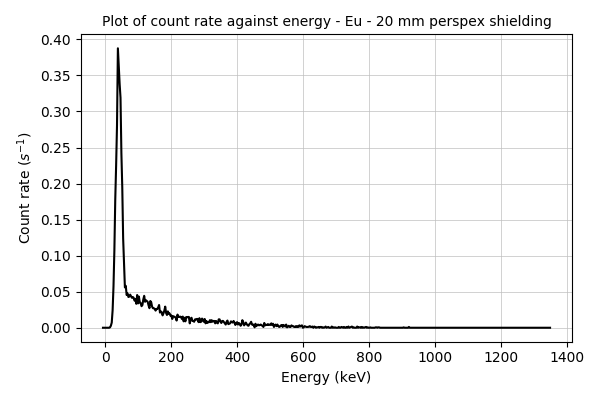 Plot of count rate against energy - Eu - 20 mm perspex shielding
0.40
0.35
0.30
0.25
0.20
0.15
0.10
0.05
0.00
Count rate (s⁻¹)
0 200 400 600 800 1000 1200 1400
Energy (keV)